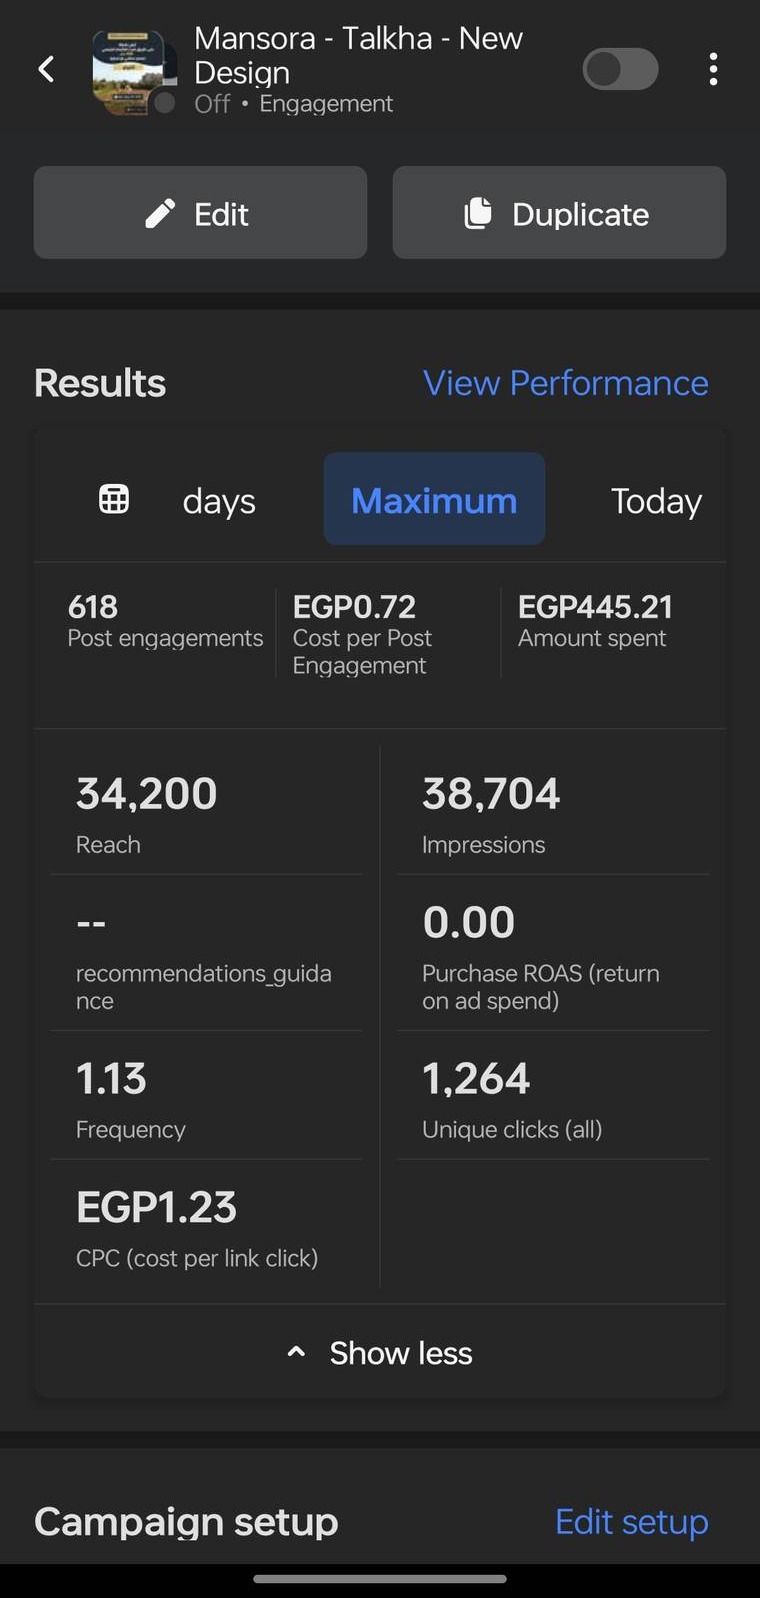 Mansora - Talkha - New
Design
Off • Engagement
Edit
Duplicate
Results
View Performance
days
Maximum
Today
618
Post engagements
EGP0.72
Cost per Post
Engagement
EGP445.21
Amount spent
34,200
Reach
38,704
Impressions
--
recommendations_guida
nce
0.00
Purchase ROAS (return
on ad spend)
1.13
Frequency
1,264
Unique clicks (all)
EGP1.23
CPC (cost per link click)
Show less
Campaign setup
Edit setup